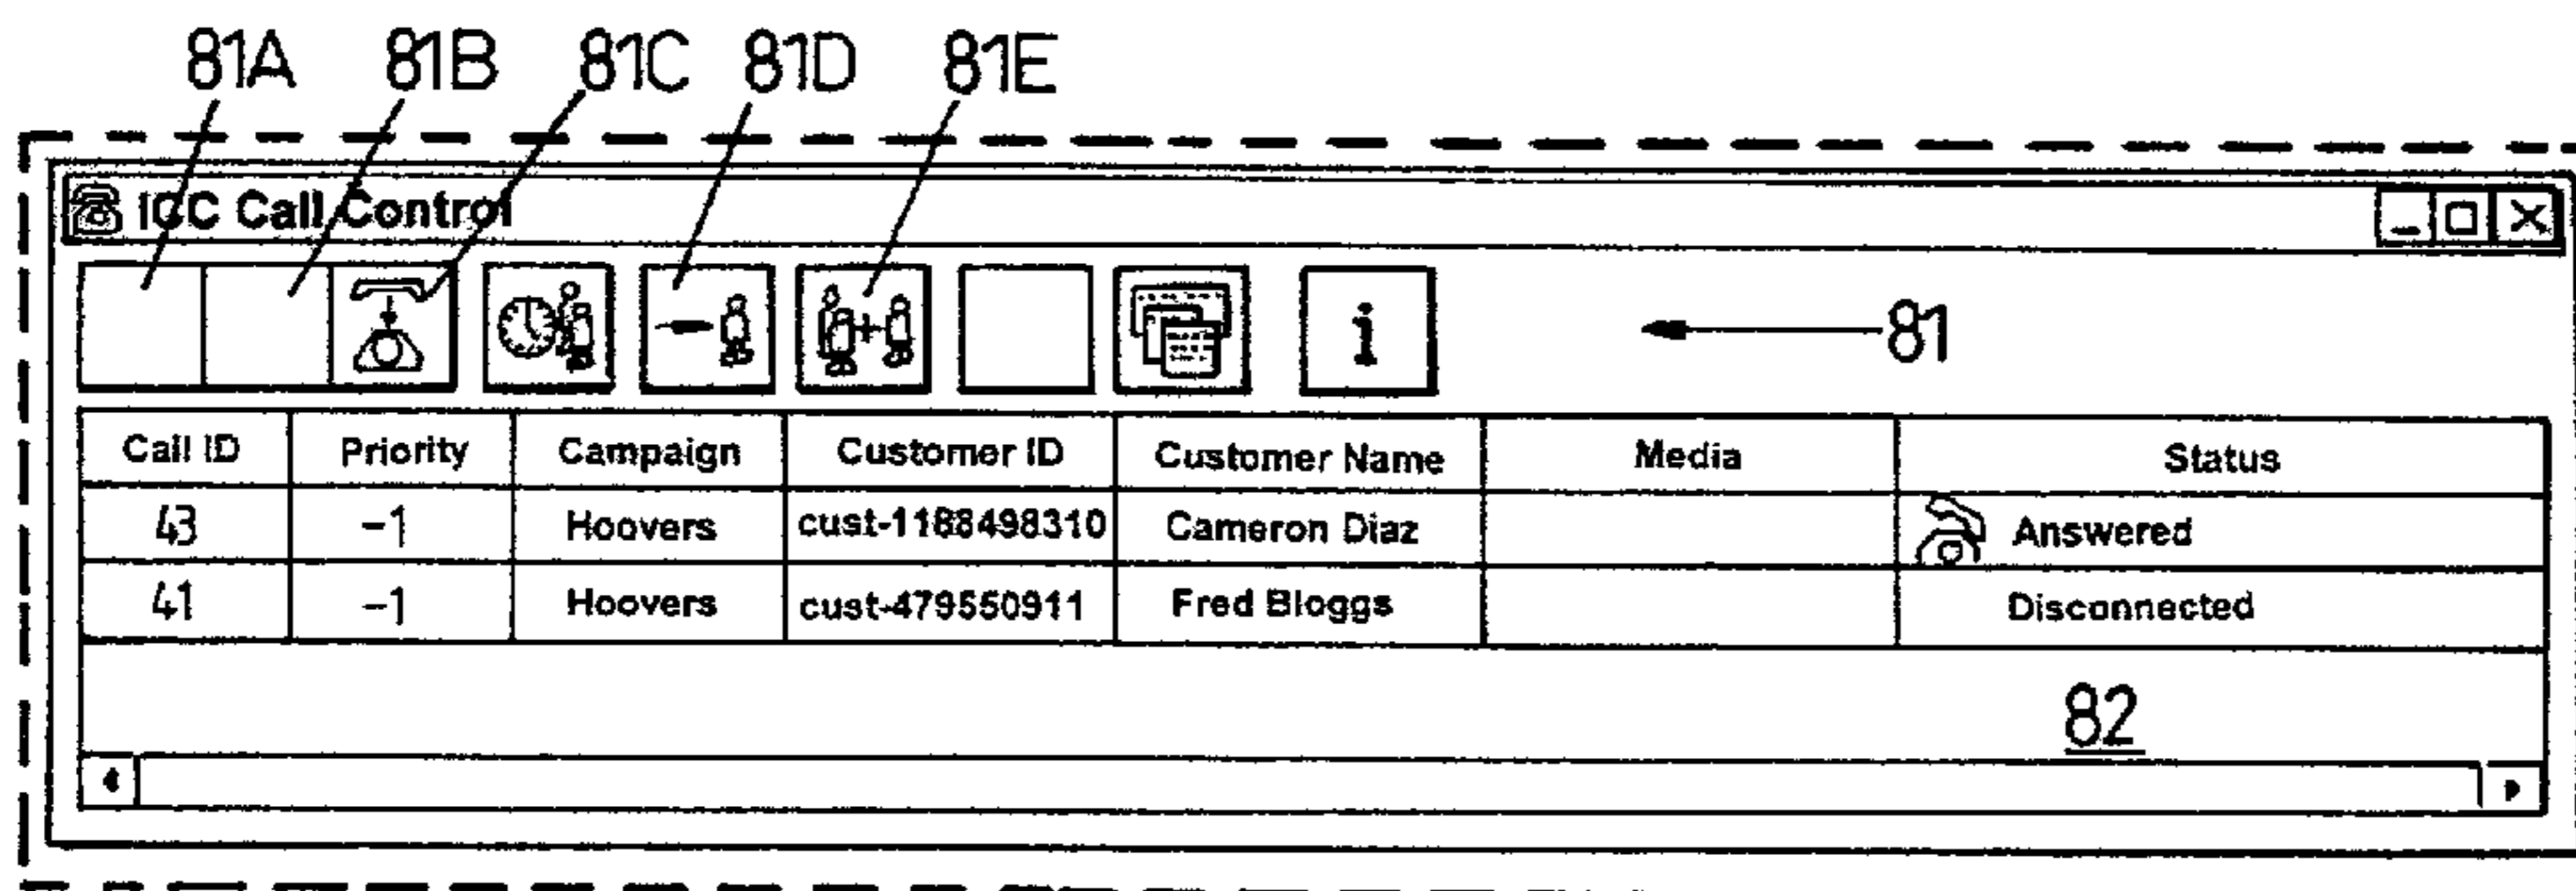 81A 81B 81C 81D 81E
ICC Call Control
i
81
Call ID Priority Campaign Customer ID Customer Name Media Status
43 -1 Hoovers cust-1188498310 Cameron Diaz Answered
41 -1 Hoovers cust-479550911 Fred Bloggs Disconnected
82